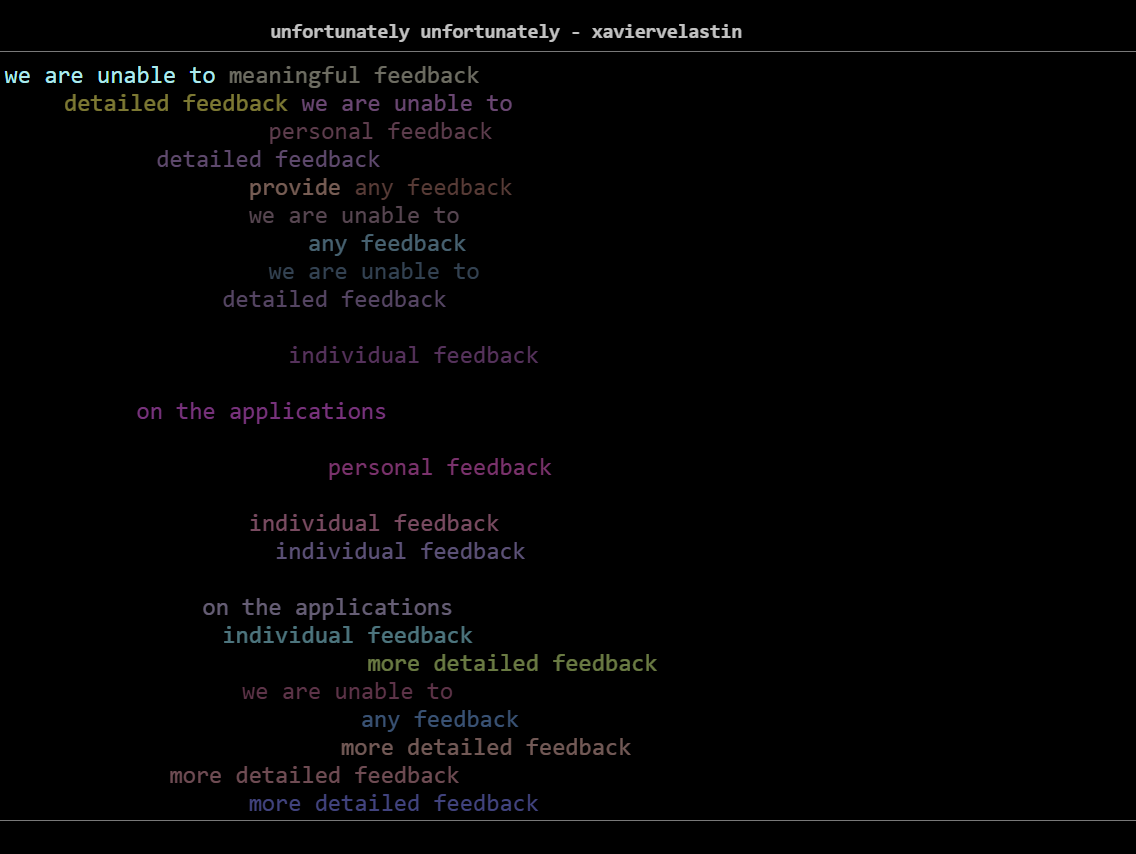 unfortunately unfortunately - xaviervelastin
we are unable to meaningful feedback
detailed feedback we are unable to
personal feedback
detailed feedback
provide any feedback
we are unable to
any feedback
we are unable to
detailed feedback
individual feedback
on the applications
personal feedback
individual feedback
individual feedback
on the applications
individual feedback
more detailed feedback
we are unable to
any feedback
more detailed feedback
more detailed feedback
more detailed feedback